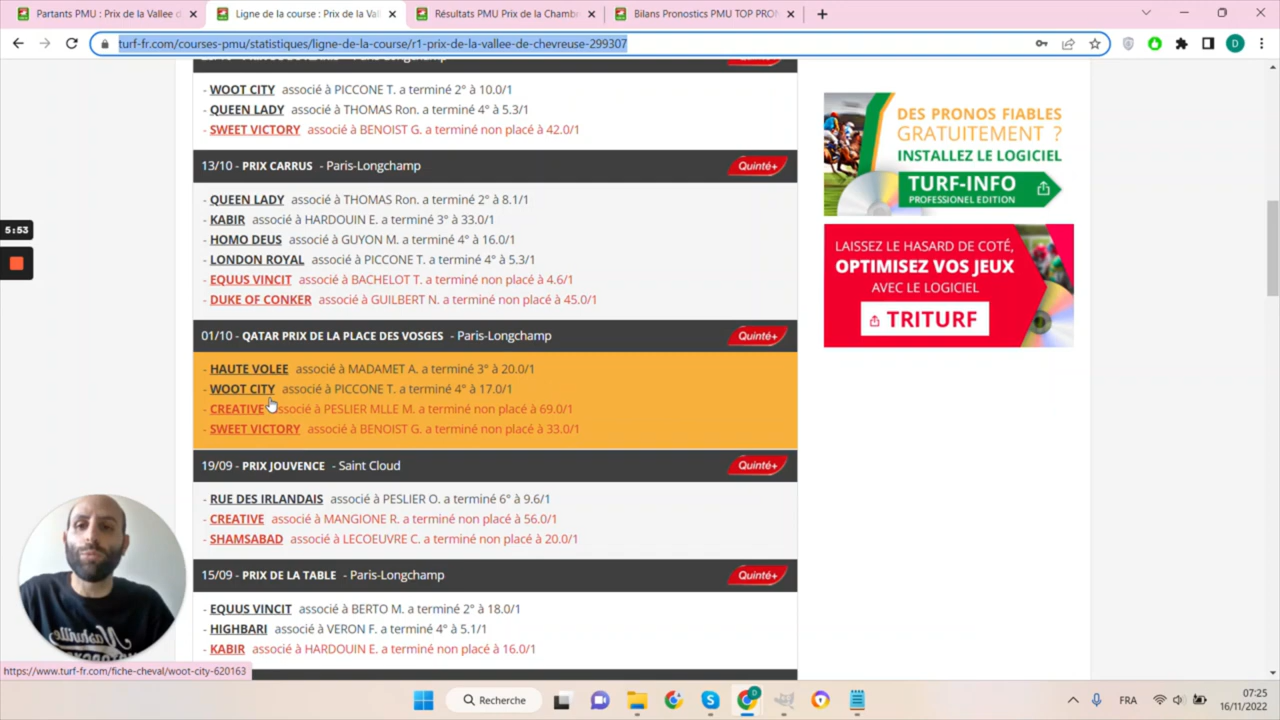 Partants PMU : Prix de la Vallee d
Ligne de la course : Prix de la Val
Résultats PMU Prix de la Chamb
Bilans Pronostics PMU TOP PRON
turf-fr.com/courses-pmu/statistiques/ligne-de-la-course/r1-prix-de-la-vallee-de-chevreuse-299307
- WOOT CITY associé à PICCONE T. a terminé 2° à 10.0/1
- QUEEN LADY associé à THOMAS Ron. a terminé 4° à 5.3/1
- SWEET VICTORY associé à BENOIST G. a terminé non placé à 42.0/1
13/10 - PRIX CARRUS - Paris-Longchamp Quinté+
- QUEEN LADY associé à THOMAS Ron. a terminé 2° à 8.1/1
- KABIR associé à HARDOUIN E. a terminé 3° à 33.0/1
- HOMO DEUS associé à GUYON M. a terminé 4° à 16.0/1
- LONDON ROYAL associé à PICCONE T. a terminé 4° à 5.3/1
- EQUUS VINCIT associé à BACHELOT T. a terminé non placé à 4.6/1
- DUKE OF CONKER associé à GUILBERT N. a terminé non placé à 45.0/1
01/10 - QATAR PRIX DE LA PLACE DES VOSGES - Paris-Longchamp Quinté+
- HAUTE VOLEE associé à MADAMET A. a terminé 3° à 20.0/1
- WOOT CITY associé à PICCONE T. a terminé 4° à 17.0/1
- CREATIVE associé à PESLIER MLLE M. a terminé non placé à 69.0/1
- SWEET VICTORY associé à BENOIST G. a terminé non placé à 33.0/1
19/09 - PRIX JOUVENCE - Saint Cloud Quinté+
- RUE DES IRLANDAIS associé à PESLIER O. a terminé 6° à 9.6/1
- CREATIVE associé à MANGIONE R. a terminé non placé à 56.0/1
- SHAMSABAD associé à LECOEUVRE C. a terminé non placé à 20.0/1
15/09 - PRIX DE LA TABLE - Paris-Longchamp Quinté+
- EQUUS VINCIT associé à BERTO M. a terminé 2° à 18.0/1
- HIGHBARI associé à VERON F. a terminé 4° à 5.1/1
- KABIR associé à HARDOUIN E. a terminé non placé à 16.0/1
DES PRONOS FIABLES
GRATUITEMENT ?
INSTALLEZ LE LOGICIEL
TURF-INFO
PROFESSIONEL EDITION
LAISSEZ LE HASARD DE COTÉ,
OPTIMISEZ VOS JEUX
AVEC LE LOGICIEL
TRITURF
5:53
Nashville
https://www.turf-fr.com/fiche-cheval/woot-city-620163
Recherche
FRA
07:25
16/11/2022